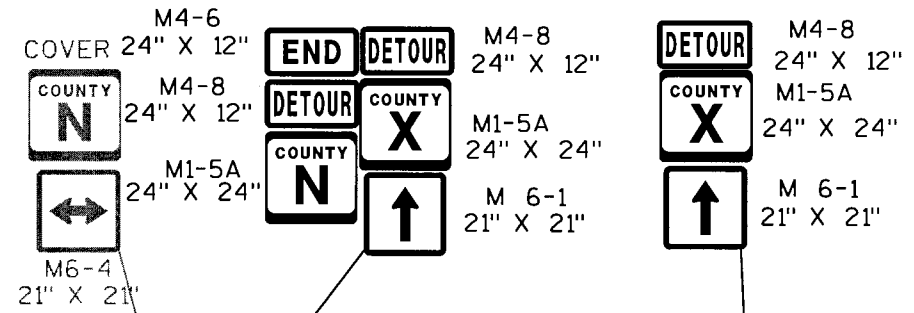 COVER
COUNTY
N
M6-4
21" X 21"
M4-6
24" X 12"
M4-8
24" X 12"
M1-5A
24" X 24"
END
DETOUR
COUNTY
N
DETOUR
COUNTY
X
M4-8
24" X 12"
M1-5A
24" X 24"
M 6-1
21" X 21"
DETOUR
COUNTY
X
M4-8
24" X 12"
M1-5A
24" X 24"
M 6-1
21" X 21"